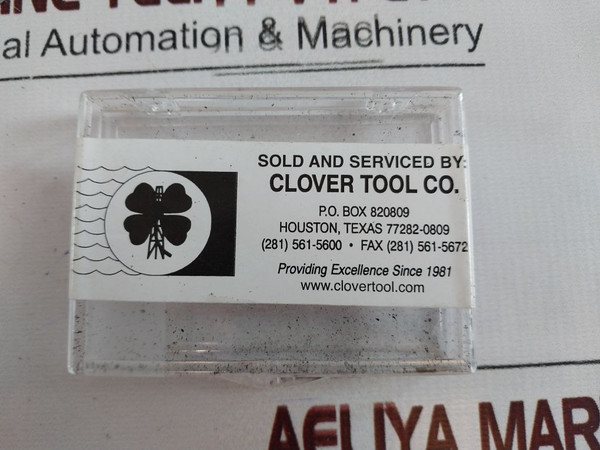 al Automation & Machinery
SOLD AND SERVICED BY:
CLOVER TOOL CO.
P.O. BOX 820809
HOUSTON, TEXAS 77282-0809
(281) 561-5600 • FAX (281) 561-5672
Providing Excellence Since 1981
www.clovertool.com
AELIYA MAR